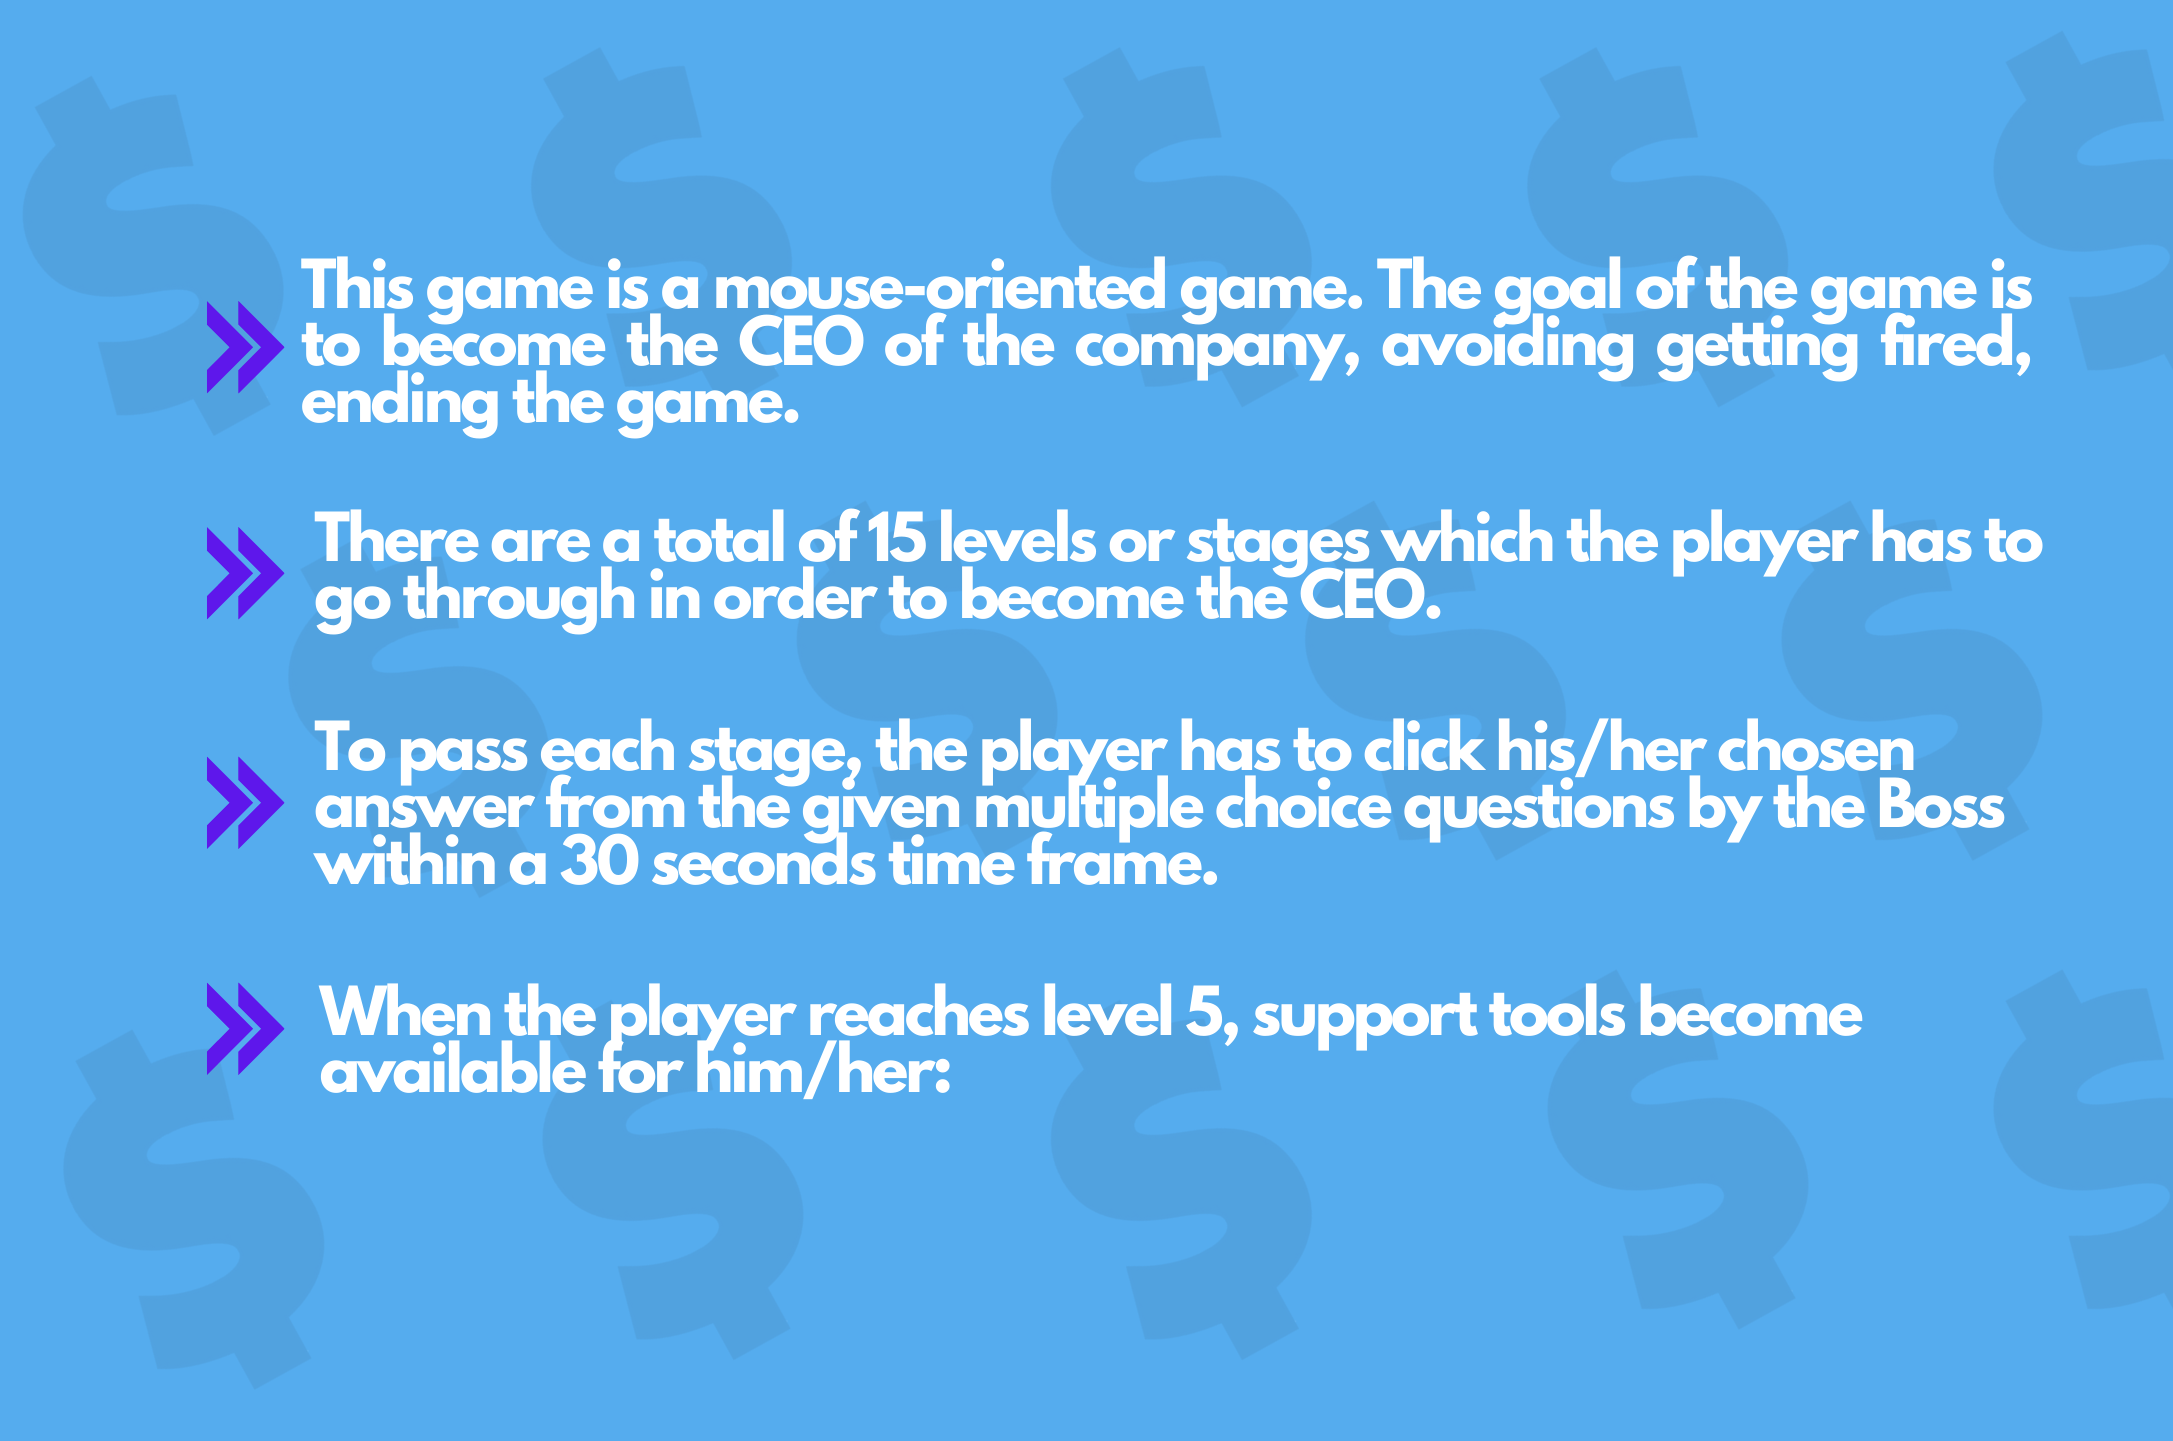 This game is a mouse-oriented game. The goal of the game is
to become the CEO of the company, avoiding getting fired,
ending the game.
There are a total of 15 levels or stages which the player has to
go through in order to become the CEO.
To pass each stage, the player has to click his/her chosen
answer from the given multiple choice questions by the Boss
within a 30 seconds time frame.
When the player reaches level 5, support tools become
available for him/her: